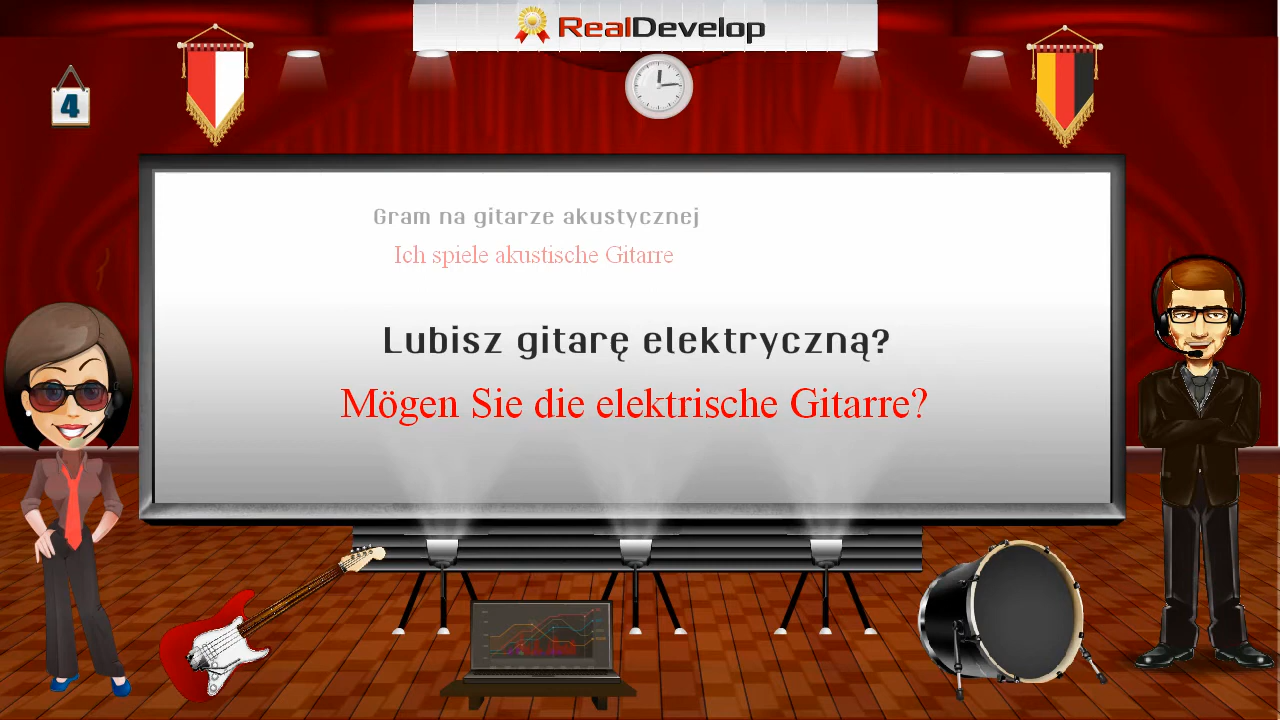 RealDevelop
4
Gram na gitarze akustycznej
Ich spiele akustische Gitarre
Lubisz gitarę elektryczną?
Mögen Sie die elektrische Gitarre?